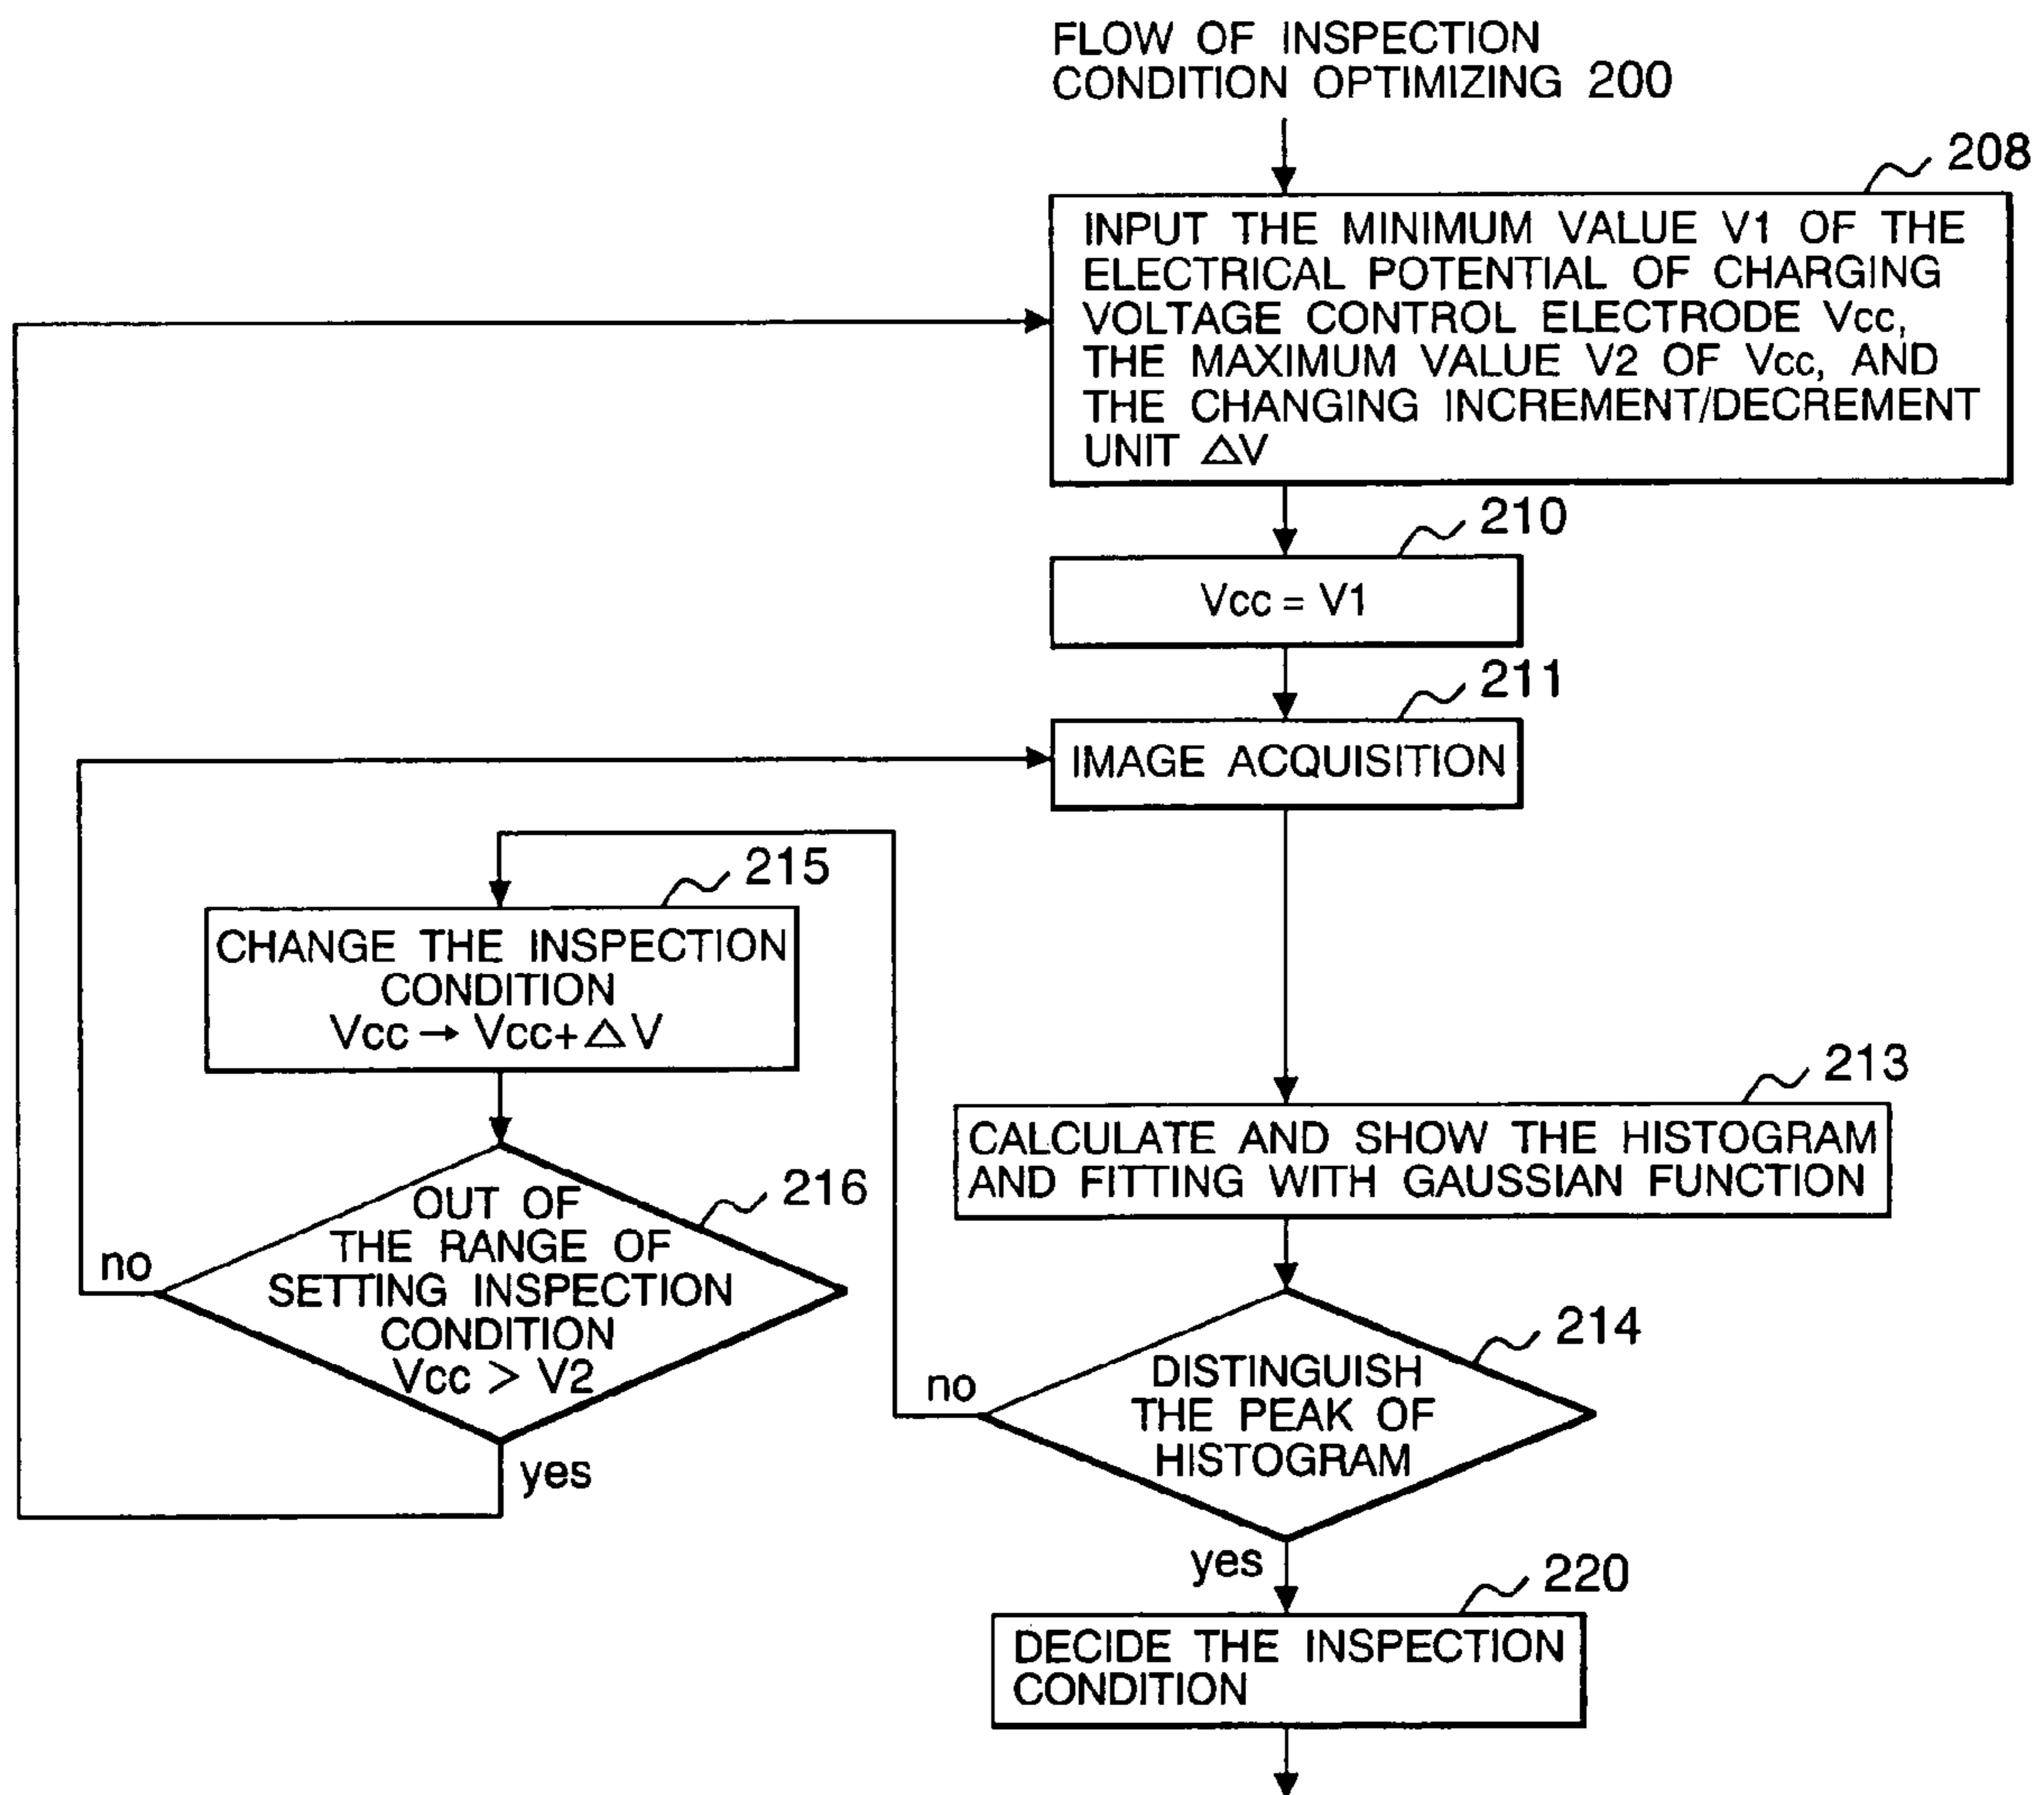 FLOW OF INSPECTION
CONDITION OPTIMIZING 200
208
INPUT THE MINIMUM VALUE V1 OF THE
ELECTRICAL POTENTIAL OF CHARGING
VOLTAGE CONTROL ELECTRODE Vcc,
THE MAXIMUM VALUE V2 OF Vcc, AND
THE CHANGING INCREMENT/DECREMENT
UNIT △V
210
Vcc = V1
211
IMAGE ACQUISITION
215
CHANGE THE INSPECTION
CONDITION
Vcc → Vcc+△V
213
CALCULATE AND SHOW THE HISTOGRAM
AND FITTING WITH GAUSSIAN FUNCTION
216
OUT OF
THE RANGE OF
SETTING INSPECTION
CONDITION
Vcc > V2
no
yes
214
DISTINGUISH
THE PEAK OF
HISTOGRAM
no
yes
220
DECIDE THE INSPECTION
CONDITION